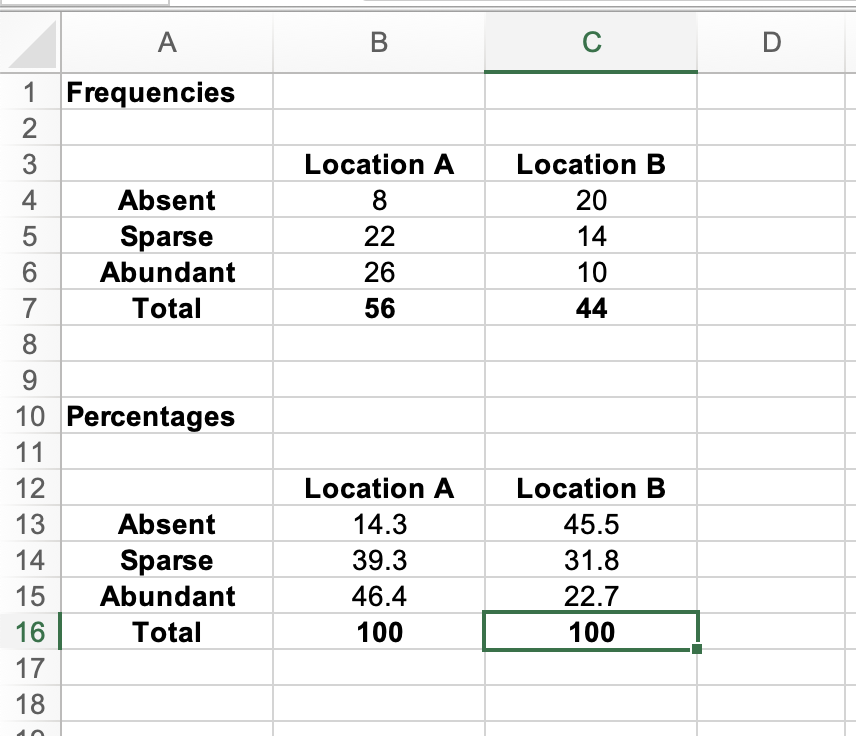 A B C D
1 Frequencies
2
3 Location A Location B
4 Absent 8 20
5 Sparse 22 14
6 Abundant 26 10
7 Total 56 44
8
9
10 Percentages
11
12 Location A Location B
13 Absent 14.3 45.5
14 Sparse 39.3 31.8
15 Abundant 46.4 22.7
16 Total 100 100
17
18